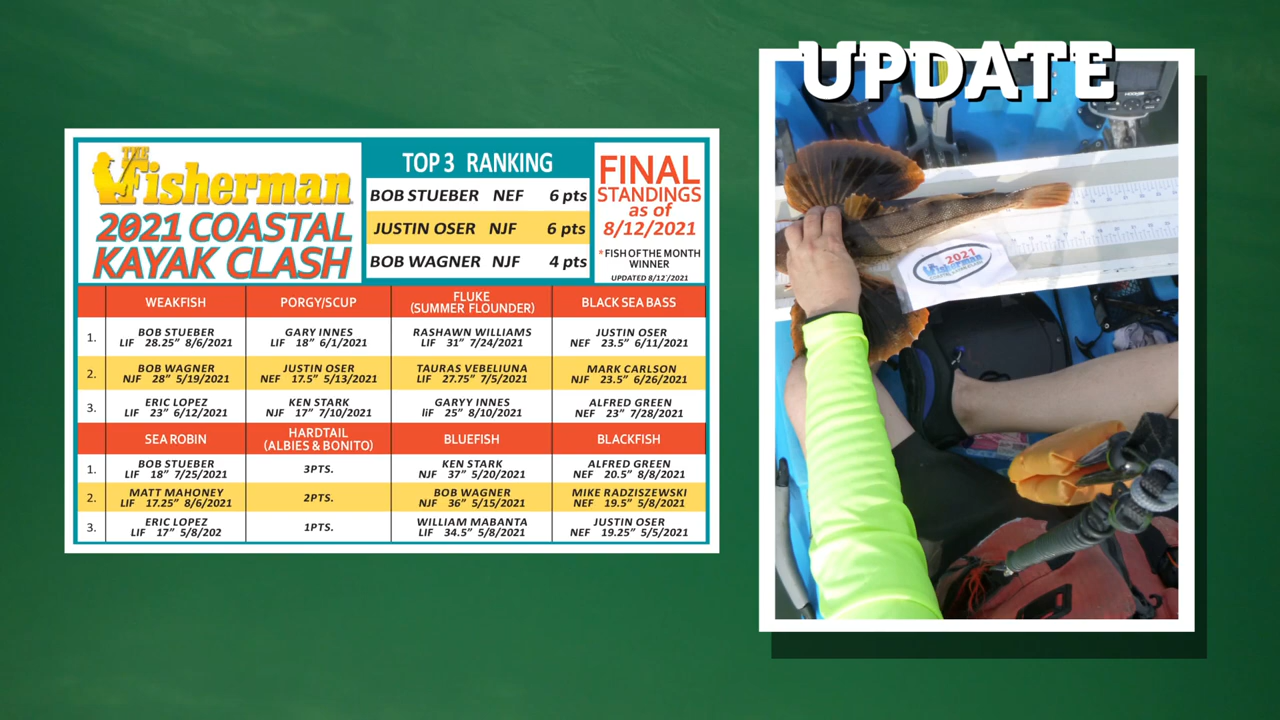 UPDATE
THE
Fisherman
2021 COASTAL
KAYAK CLASH
TOP 3 RANKING
BOB STUEBER NEF 6 pts
JUSTIN OSER NJF 6 pts
BOB WAGNER NJF 4 pts
FINAL
STANDINGS
as of
8/12/2021
*FISH OF THE MONTH
WINNER
UPDATED 8/12/2021
WEAKFISH PORGY/SCUP FLUKE (SUMMER FLOUNDER) BLACK SEA BASS
1. BOB STUEBER GARY INNES RASHAWN WILLIAMS JUSTIN OSER
LIF 28.25" 8/6/2021 LIF 18" 6/1/2021 LIF 31" 7/24/2021 NEF 23.5" 6/11/2021
2. BOB WAGNER JUSTIN OSER TAURAS VEBELIUNA MARK CARLSON
NJF 28" 5/19/2021 NEF 17.5" 5/13/2021 LIF 27.75" 7/5/2021 NJF 23.5" 6/26/2021
3. ERIC LOPEZ KEN STARK GARYY INNES ALFRED GREEN
LIF 23" 6/12/2021 NJF 17" 7/10/2021 liF 25" 8/10/2021 NEF 23" 7/28/2021
SEA ROBIN HARDTAIL (ALBIES & BONITO) BLUEFISH BLACKFISH
1. BOB STUEBER 3PTS. KEN STARK ALFRED GREEN
LIF 18" 7/25/2021 NJF 37" 5/20/2021 NEF 20.5" 8/8/2021
2. MATT MAHONEY 2PTS. BOB WAGNER MIKE RADZISZEWSKI
LIF 17.25" 8/6/2021 NJF 36" 5/15/2021 NEF 19.5" 5/8/2021
3. ERIC LOPEZ 1PTS. WILLIAM MABANTA JUSTIN OSER
LIF 17" 5/8/202 LIF 34.5" 5/8/2021 NEF 19.25" 5/5/2021
2021
Fisherman